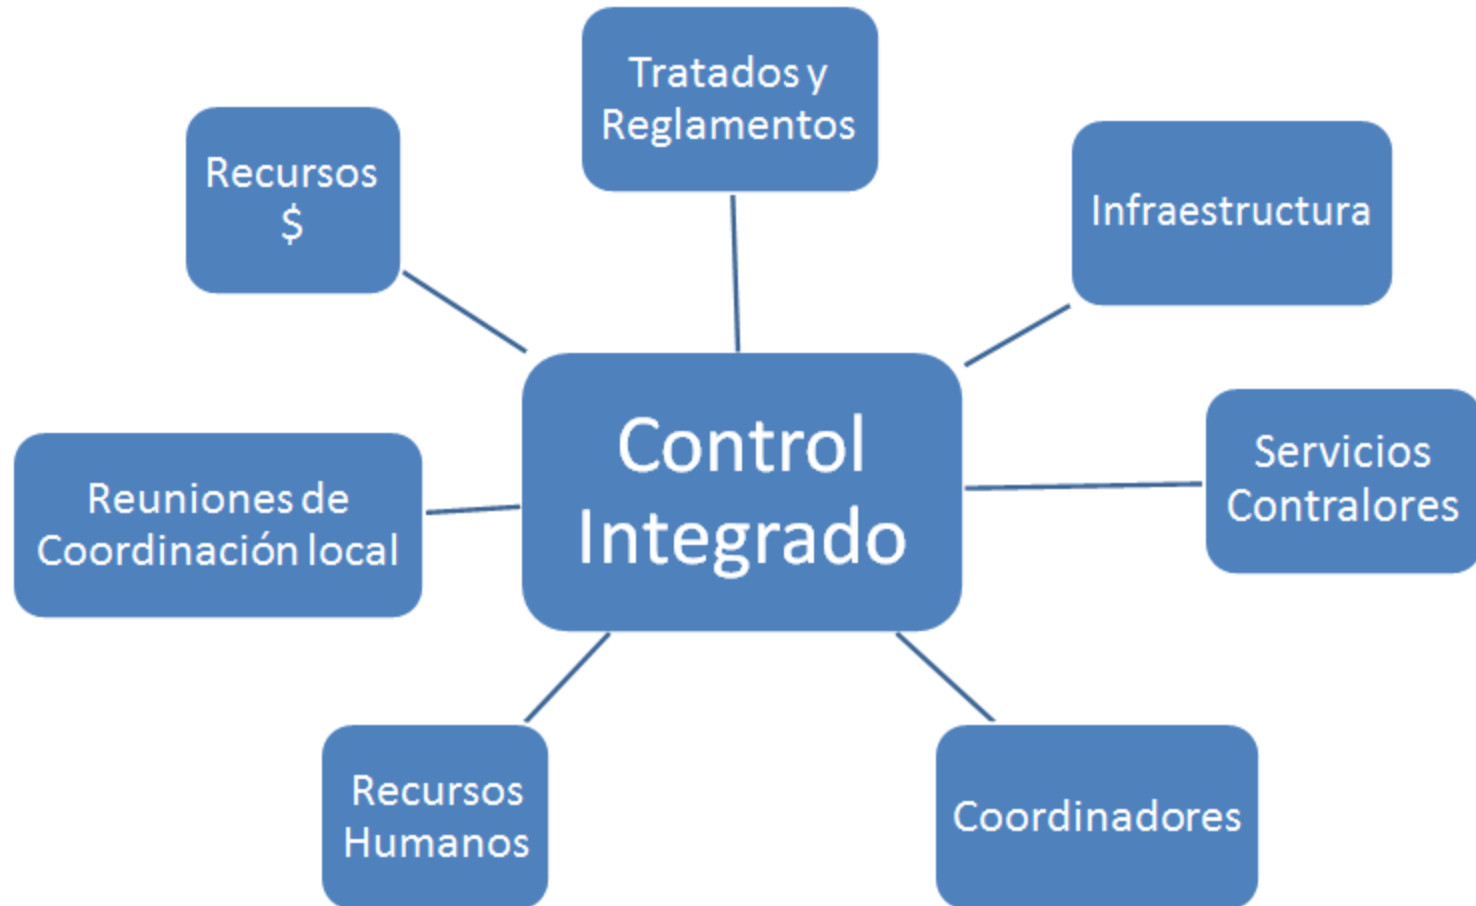 Tratados y
Reglamentos
Recursos
$
Infraestructura
Control
Integrado
Servicios
Contralores
Reuniones de
Coordinación local
Recursos
Humanos
Coordinadores